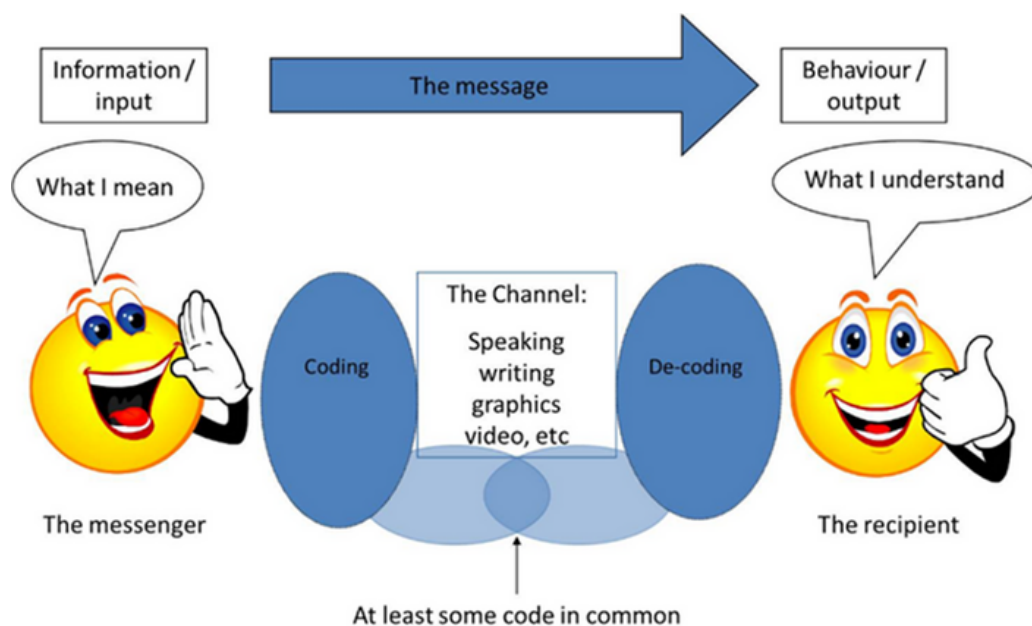 Information /
input
The message
Behaviour /
output
What I mean
What I understand
The Channel:
Speaking
writing
graphics
video, etc
Coding
De-coding
The messenger
The recipient
At least some code in common